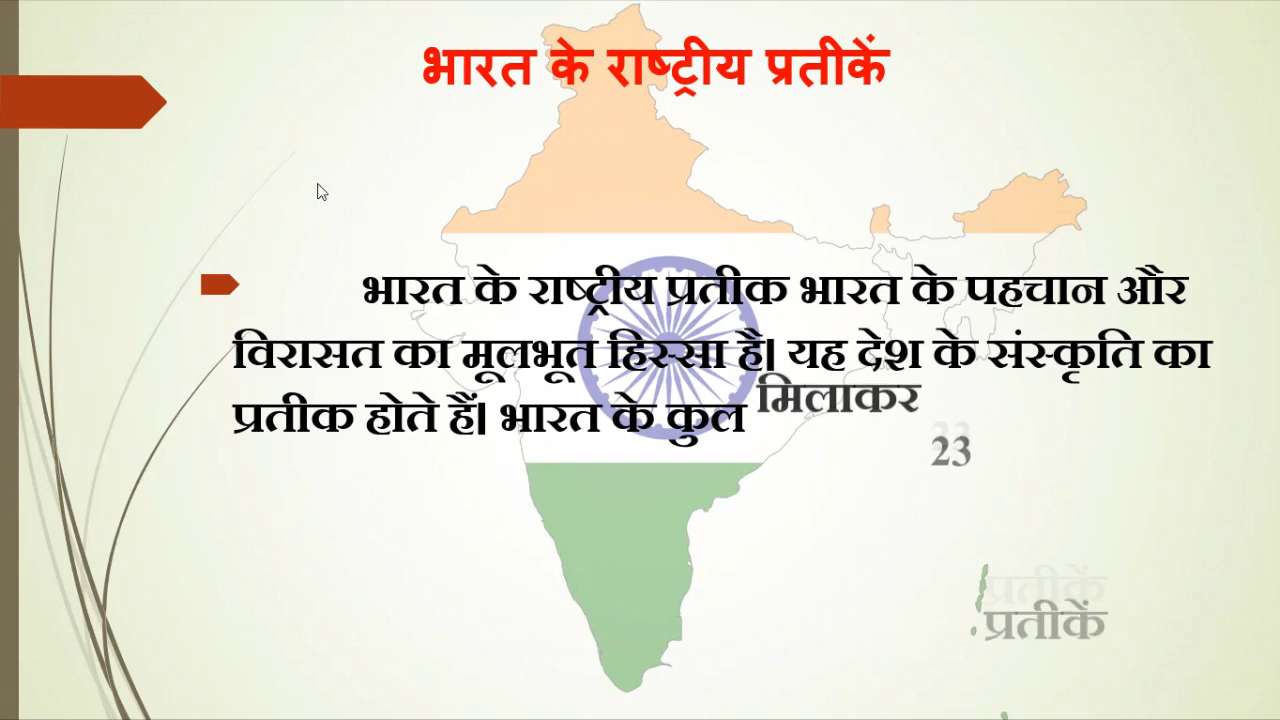 भारत के राष्ट्रीय प्रतीकें
भारत के राष्ट्रीय प्रतीक भारत के पहचान और
विरासत का मूलभूत हिस्सा है। यह देश के संस्कृति का
प्रतीक होते हैं। भारत के कुल मिलाकर
23
प्रतीकें